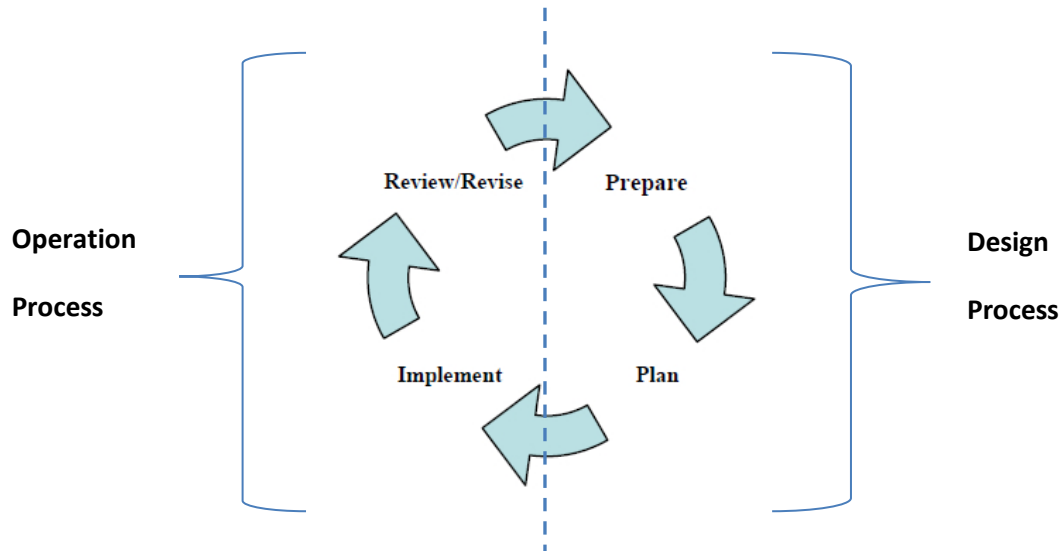 Review/Revise
Prepare
Operation
Process
Design
Process
Implement
Plan